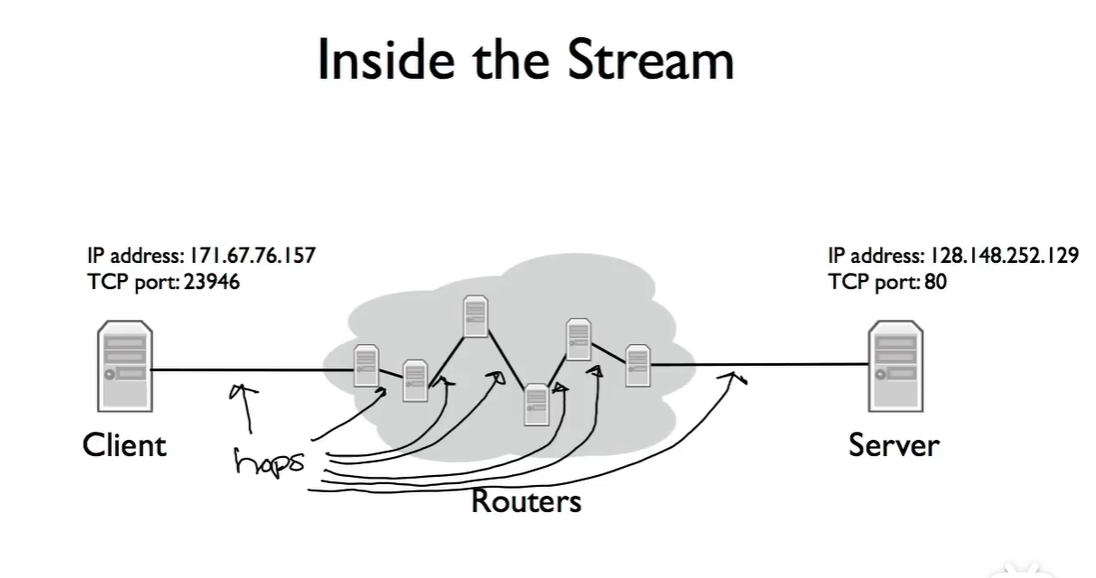 Inside the Stream
IP address: 171.67.76.157
TCP port: 23946
IP address: 128.148.252.129
TCP port: 80
Client
hops
Server
Routers